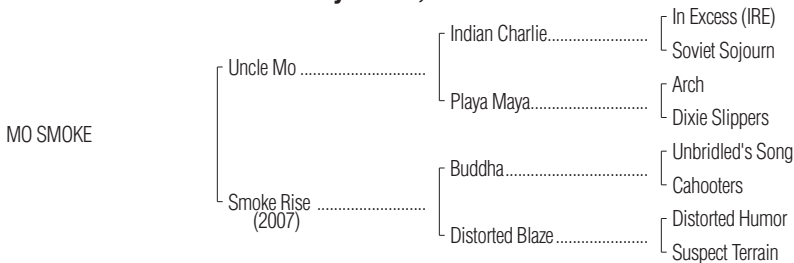 In Excess (IRE)
Indian Charlie........................
Soviet Sojourn
Uncle Mo ..............................
Arch
Playa Maya............................
Dixie Slippers
MO SMOKE
Unbridled's Song
Buddha..................................
Cahooters
Smoke Rise ..........................
(2007)
Distorted Humor
Distorted Blaze.......................
Suspect Terrain